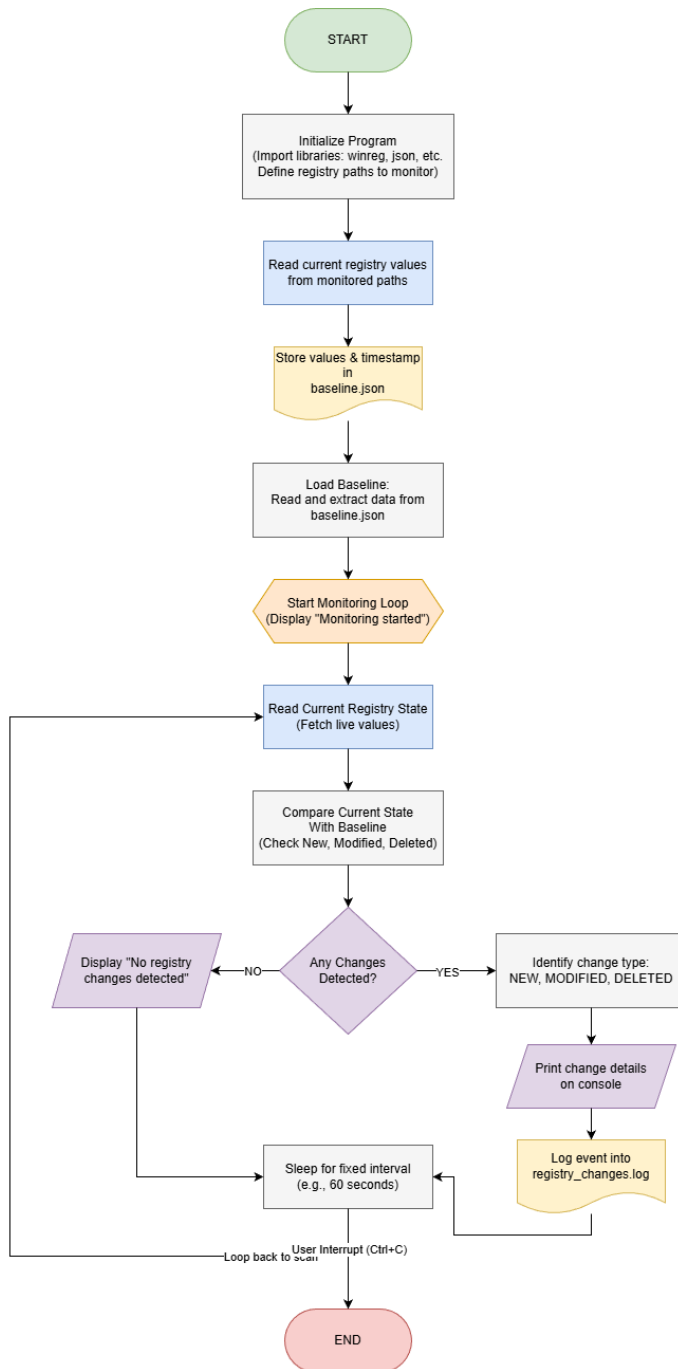 START
Initialize Program
(Import libraries: winreg, json, etc.
Define registry paths to monitor)
Read current registry values
from monitored paths
Store values & timestamp
in
baseline.json
Load Baseline:
Read and extract data from
baseline.json
Start Monitoring Loop
(Display "Monitoring started")
Read Current Registry State
(Fetch live values)
Compare Current State
With Baseline
(Check New, Modified, Deleted)
Any Changes
Detected?
NO
Display "No registry
changes detected"
YES
Identify change type:
NEW, MODIFIED, DELETED
Print change details
on console
Log event into
registry_changes.log
Sleep for fixed interval
(e.g., 60 seconds)
User Interrupt (Ctrl+C)
Loop back to scan
END